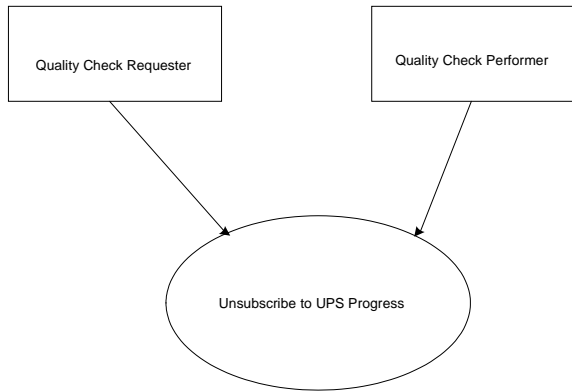 Quality Check Requester
Quality Check Performer
Unsubscribe to UPS Progress